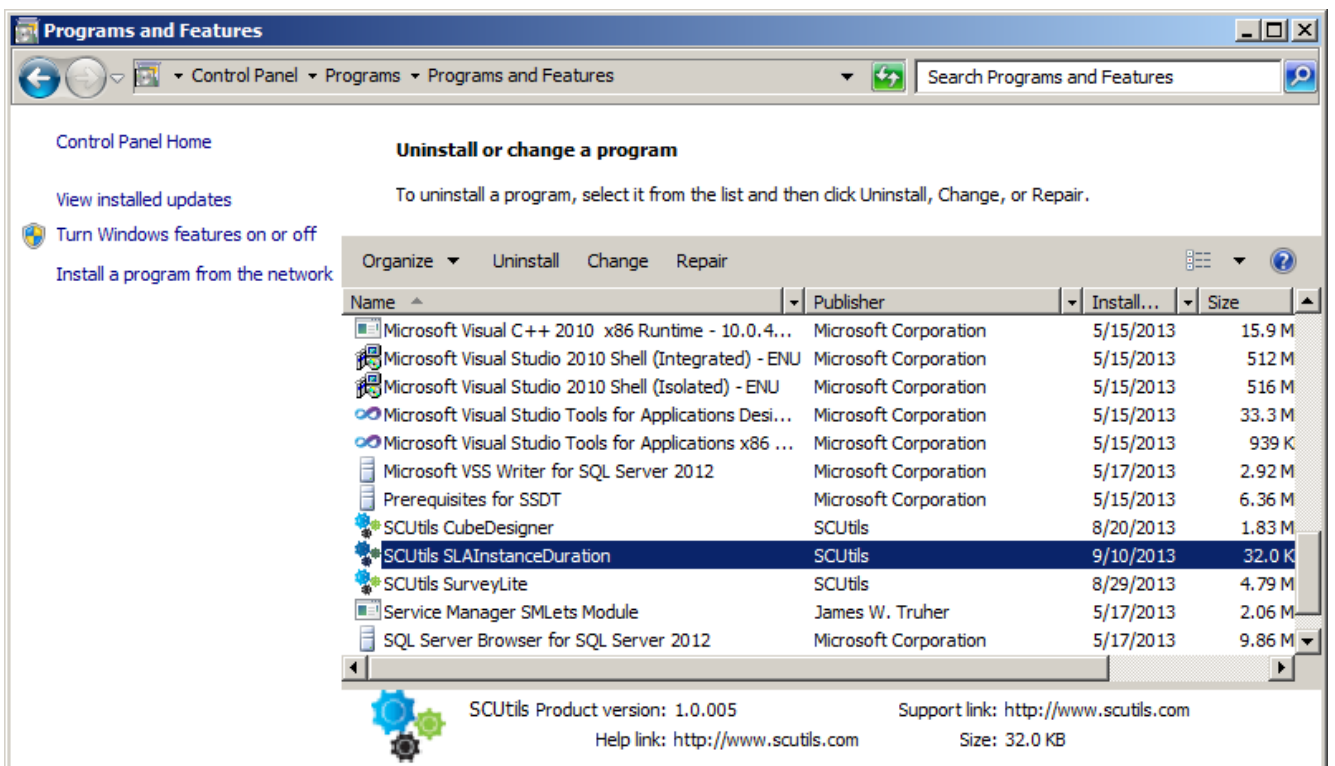 Programs and Features
Control Panel Programs Programs and Features Search Programs and Features
Control Panel Home
View installed updates
Turn Windows features on or off
Install a program from the network
Uninstall or change a program
To uninstall a program, select it from the list and then click Uninstall, Change, or Repair.
Organize Uninstall Change Repair
Name Publisher Install... Size
Microsoft Visual C++ 2010 x86 Runtime - 10.0.4... Microsoft Corporation 5/15/2013 15.9 M
Microsoft Visual Studio 2010 Shell (Integrated) - ENU Microsoft Corporation 5/15/2013 512 M
Microsoft Visual Studio 2010 Shell (Isolated) - ENU Microsoft Corporation 5/15/2013 516 M
Microsoft Visual Studio Tools for Applications Desi... Microsoft Corporation 5/15/2013 33.3 M
Microsoft Visual Studio Tools for Applications x86 ... Microsoft Corporation 5/15/2013 939 K
Microsoft VSS Writer for SQL Server 2012 Microsoft Corporation 5/17/2013 2.92 M
Prerequisites for SSDT Microsoft Corporation 5/15/2013 6.36 M
SCUtils CubeDesigner SCUtils 8/20/2013 1.83 M
SCUtils SLAInstanceDuration SCUtils 9/10/2013 32.0 K
SCUtils SurveyLite SCUtils 8/29/2013 4.79 M
Service Manager SMLets Module James W. Truher 5/17/2013 2.06 M
SQL Server Browser for SQL Server 2012 Microsoft Corporation 5/17/2013 9.86 M
SCUtils Product version: 1.0.005 Support link: http://www.scutils.com
Help link: http://www.scutils.com Size: 32.0 KB